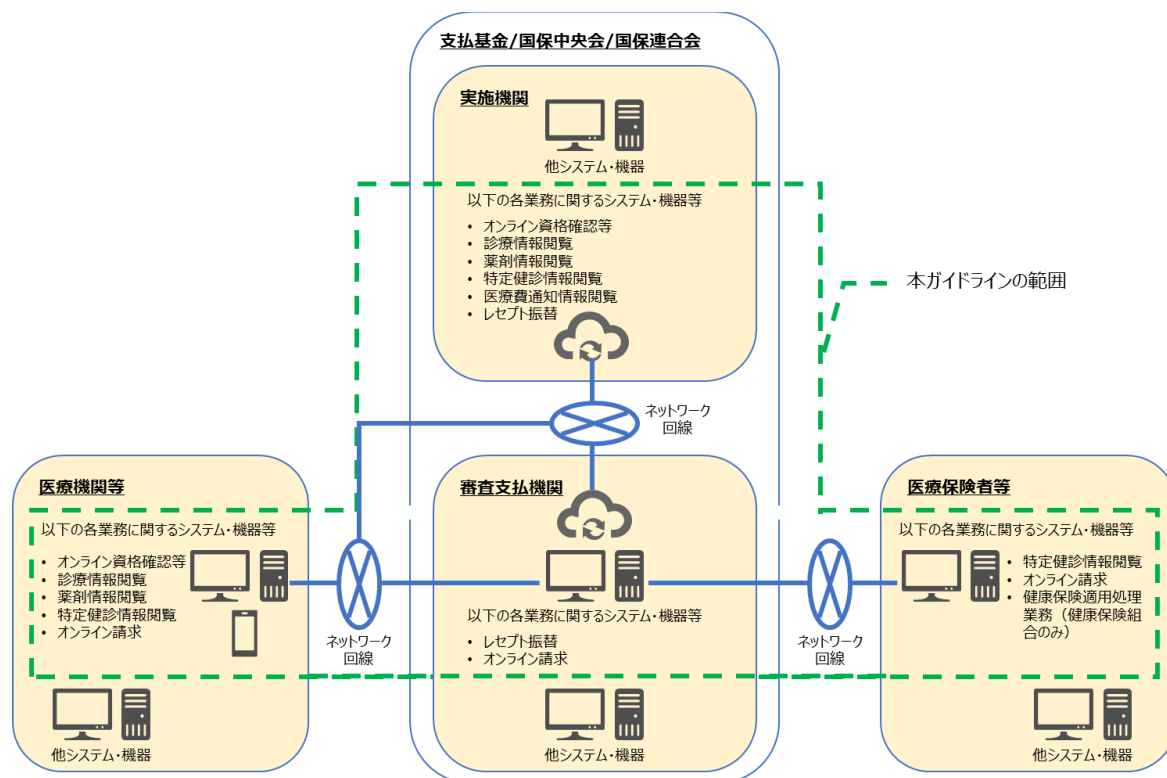 支払基金/国保中央会/国保連合会
実施機関
他システム・機器
以下の各業務に関するシステム・機器等
• オンライン資格確認等
• 診療情報閲覧
• 薬剤情報閲覧
• 特定健診情報閲覧
• 医療費通知情報閲覧
• レセプト振替
本ガイドラインの範囲
ネットワーク
回線
医療機関等
以下の各業務に関するシステム・機器等
• オンライン資格確認等
• 診療情報閲覧
• 薬剤情報閲覧
• 特定健診情報閲覧
• オンライン請求
他システム・機器
ネットワーク
回線
審査支払機関
以下の各業務に関するシステム・機器等
• レセプト振替
• オンライン請求
他システム・機器
ネットワーク
回線
医療保険者等
以下の各業務に関するシステム・機器等
• 特定健診情報閲覧
• オンライン請求
• 健康保険適用処理
業務（健康保険組
合のみ）
他システム・機器